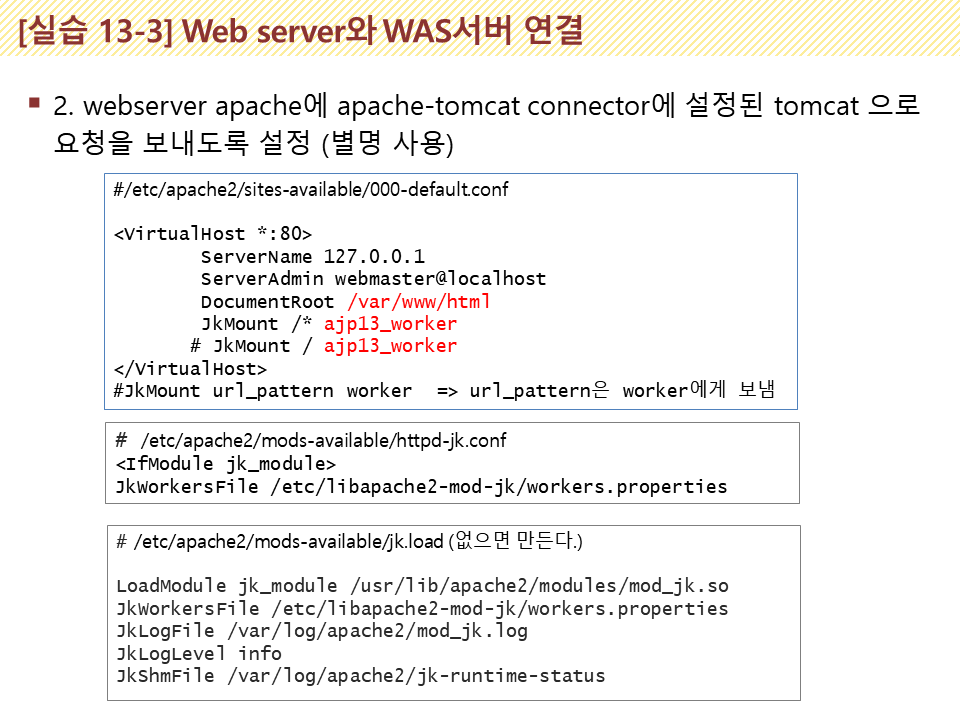 [실습 13-3] Web server와 WAS서버 연결
2. webserver apache에 apache-tomcat connector에 설정된 tomcat 으로
요청을 보내도록 설정 (별명 사용)
#/etc/apache2/sites-available/000-default.conf
<VirtualHost *:80>
ServerName 127.0.0.1
ServerAdmin webmaster@localhost
DocumentRoot /var/www/html
JkMount /* ajp13_worker
# JkMount / ajp13_worker
</VirtualHost>
#JkMount url_pattern worker => url_pattern은 worker에게 보냄
# /etc/apache2/mods-available/httpd-jk.conf
<IfModule jk_module>
JkWorkersFile /etc/libapache2-mod-jk/workers.properties
# /etc/apache2/mods-available/jk.load (없으면 만든다.)
LoadModule jk_module /usr/lib/apache2/modules/mod_jk.so
JkWorkersFile /etc/libapache2-mod-jk/workers.properties
JkLogFile /var/log/apache2/mod_jk.log
JkLogLevel info
JkShmFile /var/log/apache2/jk-runtime-status